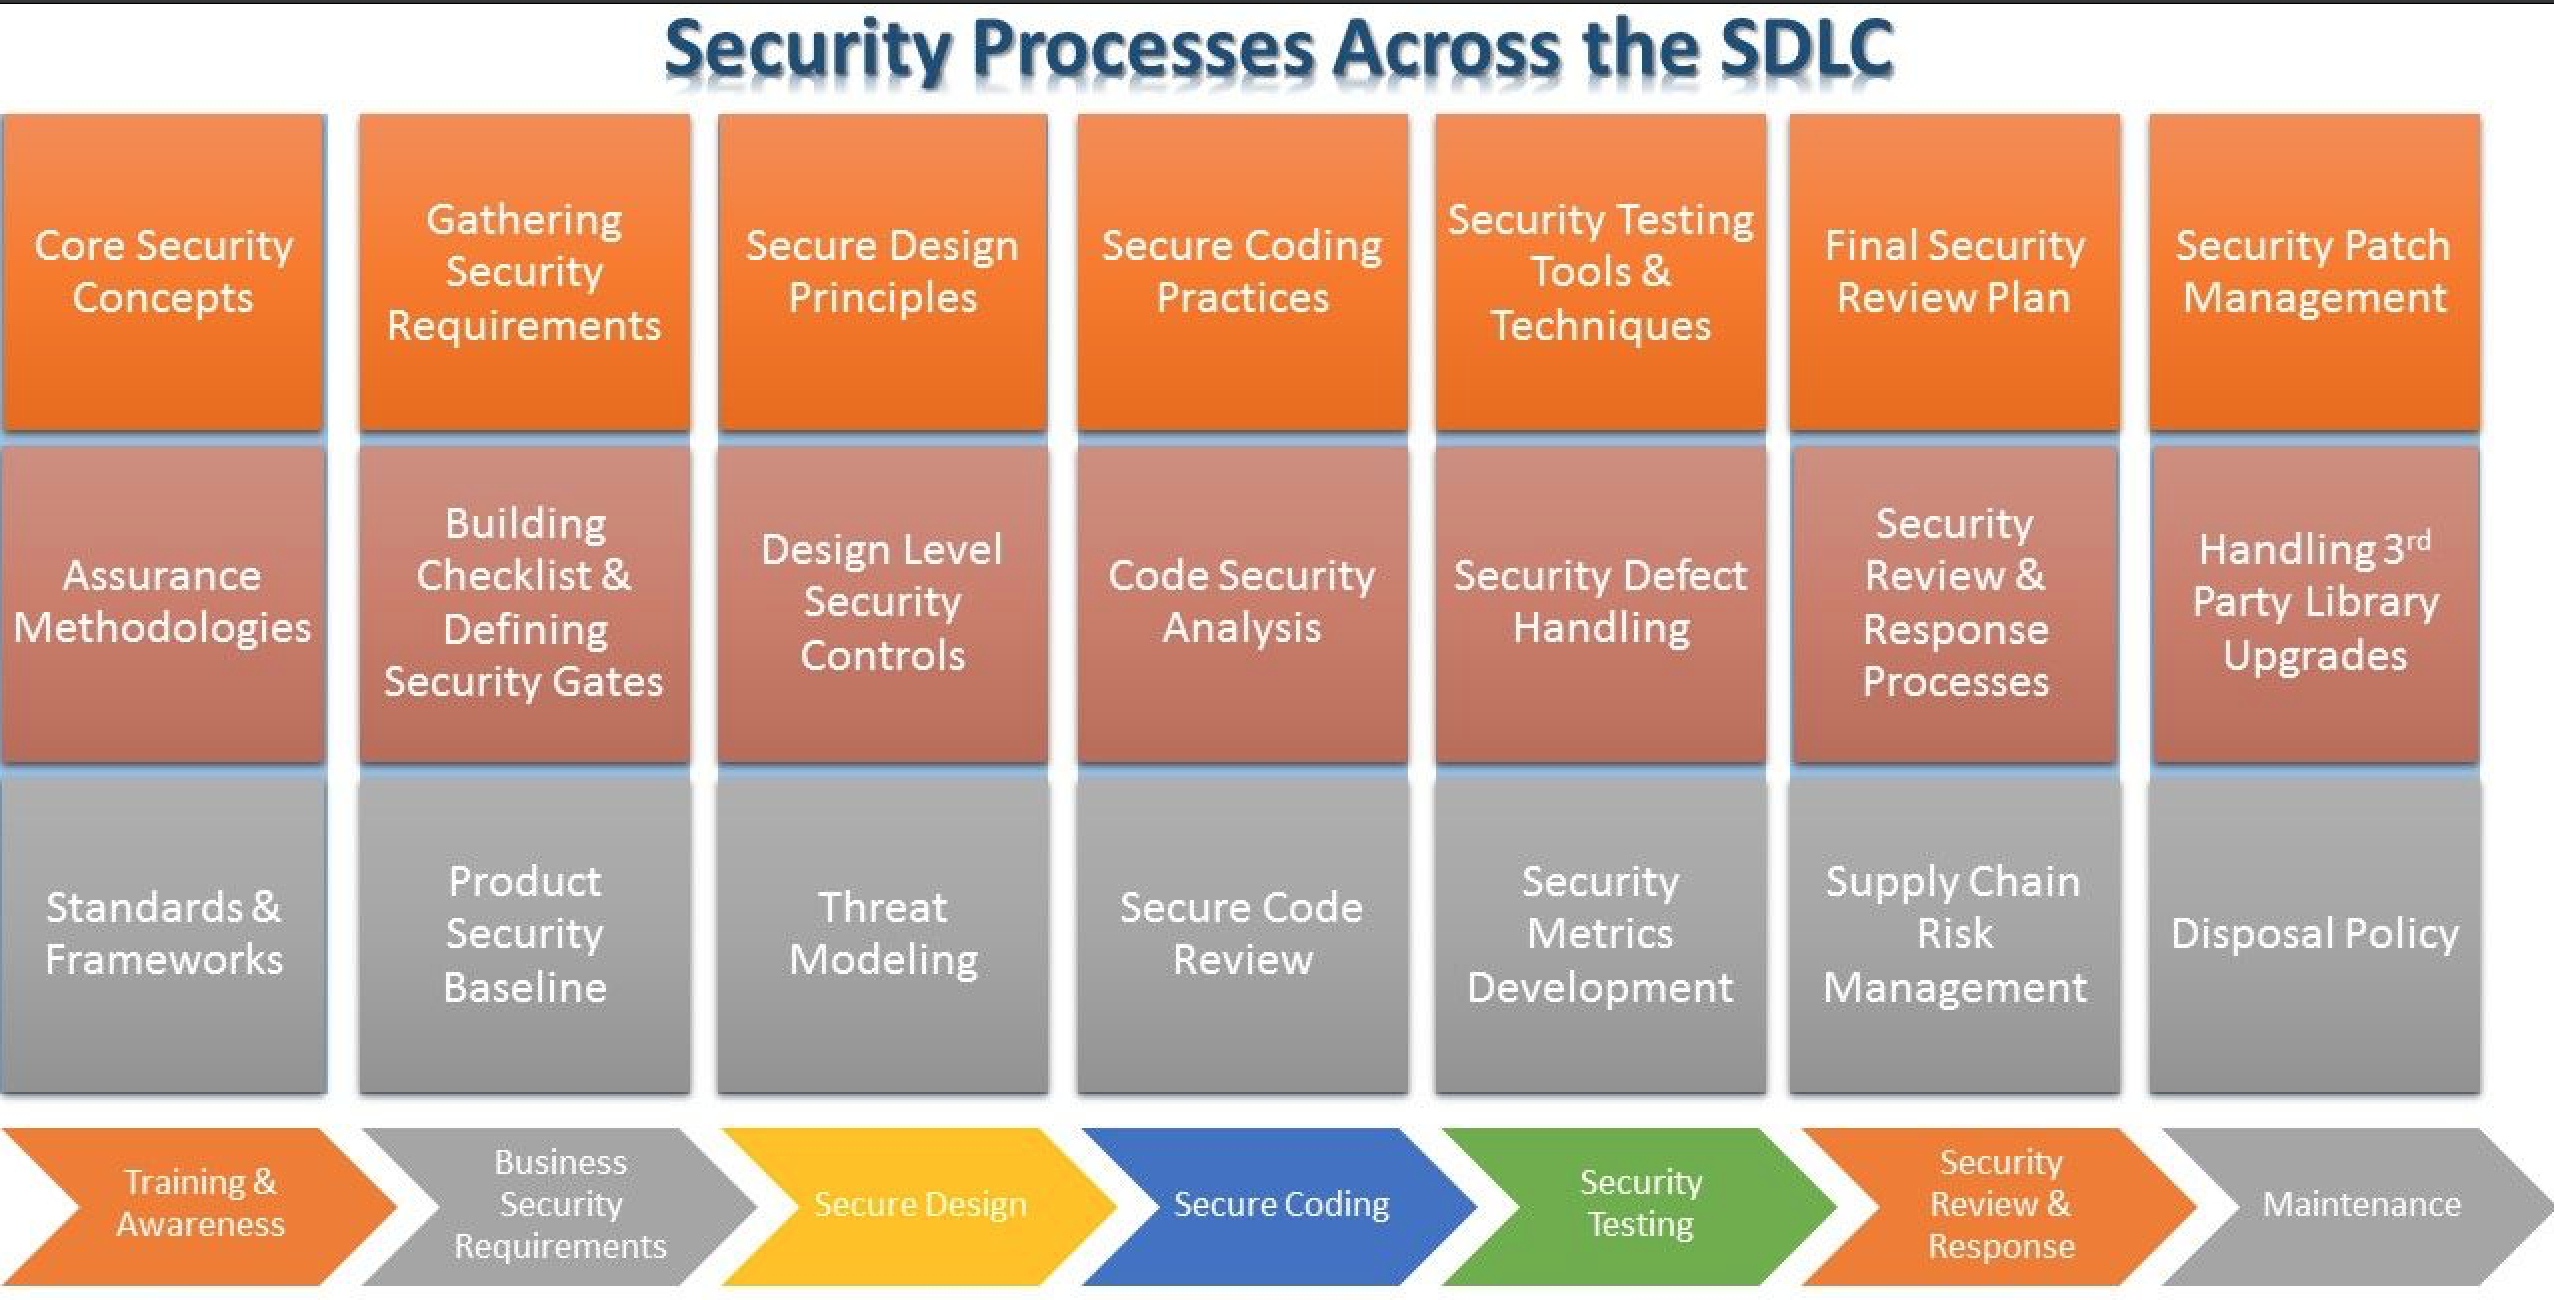 Security Processes Across the SDLC
Core Security
Concepts
Gathering
Security
Requirements
Secure Design
Principles
Secure Coding
Practices
Security Testing
Tools &
Techniques
Final Security
Review Plan
Security Patch
Management
Assurance
Methodologies
Building
Checklist &
Defining
Security Gates
Design Level
Security
Controls
Code Security
Analysis
Security Defect
Handling
Security
Review &
Response
Processes
Handling 3rd
Party Library
Upgrades
Standards &
Frameworks
Product
Security
Baseline
Threat
Modeling
Secure Code
Review
Security
Metrics
Development
Supply Chain
Risk
Management
Disposal Policy
Training &
Awareness
Business
Security
Requirements
Secure Design
Secure Coding
Security
Testing
Security
Review &
Response
Maintenance